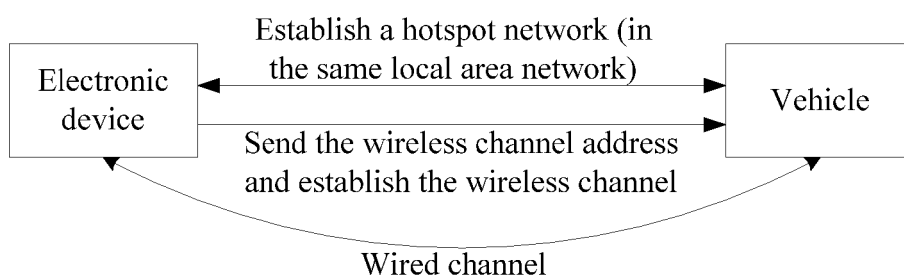 Establish a hotspot network (in
the same local area network)
Electronic
device
Vehicle
Send the wireless channel address
and establish the wireless channel
Wired channel